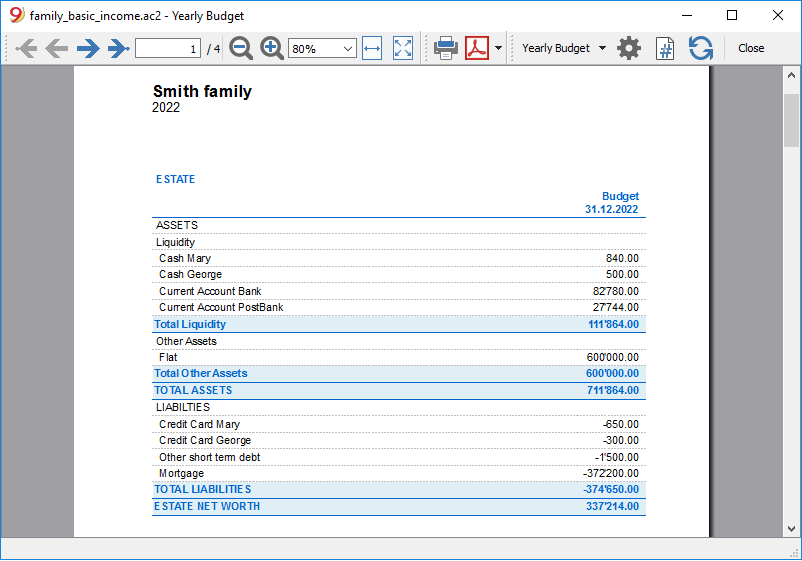 family_basic_income.ac2 - Yearly Budget
1 / 4 80% Yearly Budget # Close
Smith family
2022
ESTATE
Budget
31.12.2022
ASSETS
Liquidity
Cash Mary 840.00
Cash George 500.00
Current Account Bank 82'780.00
Current Account PostBank 27'744.00
Total Liquidity 111'864.00
Other Assets
Flat 600'000.00
Total Other Assets 600'000.00
TOTAL ASSETS 711'864.00
LIABILTIES
Credit Card Mary -650.00
Credit Card George -300.00
Other short term debt -1'500.00
Mortgage -372'200.00
TOTAL LIABILITIES -374'650.00
ESTATE NET WORTH 337'214.00